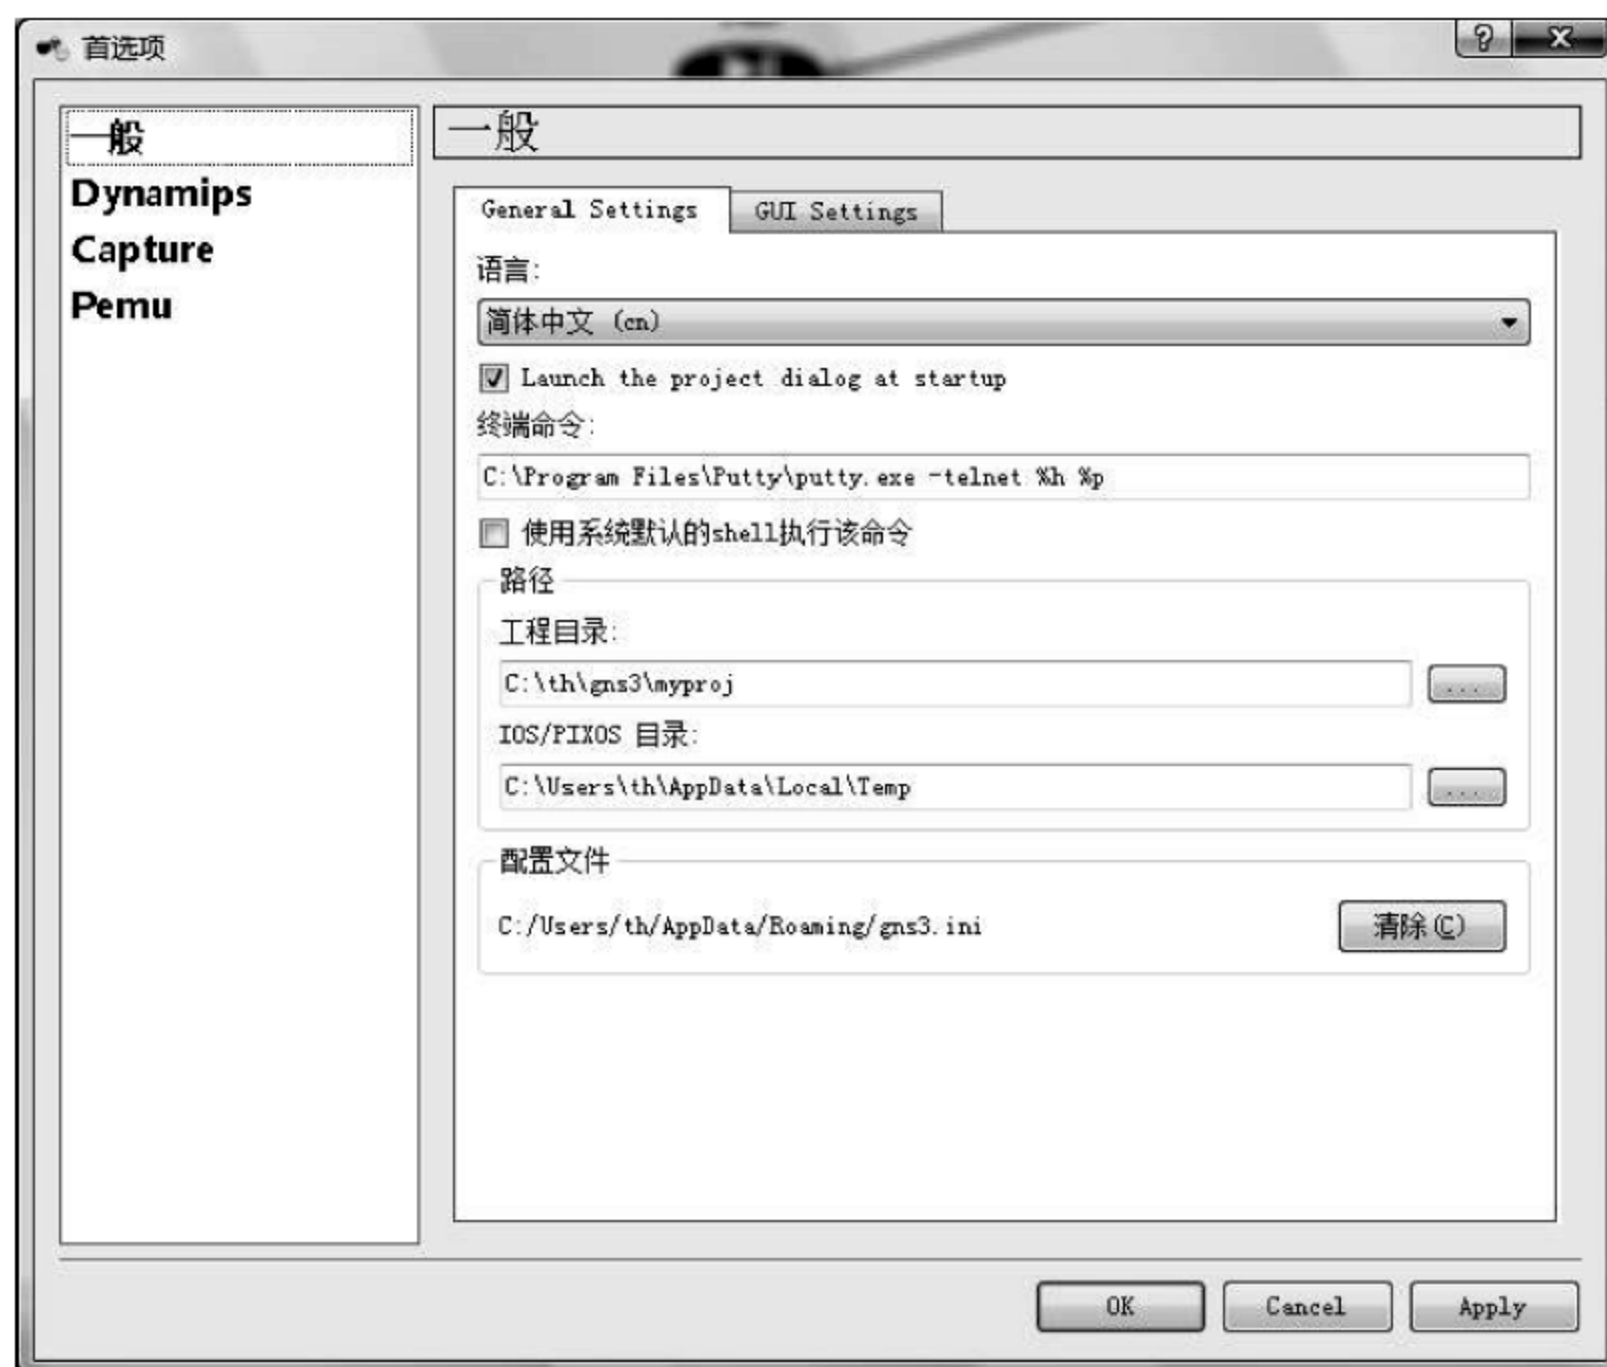 首选项
一般
Dynamips
Capture
Pemu
一般
General Settings
GUI Settings
语言:
简体中文 (cn)
Launch the project dialog at startup
终端命令:
C:\Program Files\Putty\putty.exe -telnet %h %p
使用系统默认的shell执行该命令
路径
工程目录:
C:\th\gns3\myproj
...
IOS/PIXOS 目录:
C:\Users\th\AppData\Local\Temp
...
配置文件
C:/Users/th/AppData/Roaming/gns3.ini
清除(C)
OK
Cancel
Apply